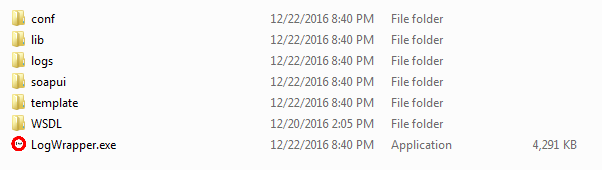 conf 12/22/2016 8:40 PM File folder
lib 12/22/2016 8:40 PM File folder
logs 12/22/2016 8:40 PM File folder
soapui 12/22/2016 8:40 PM File folder
template 12/22/2016 8:40 PM File folder
WSDL 12/20/2016 2:05 PM File folder
LogWrapper.exe 12/22/2016 8:40 PM Application 4,291 KB